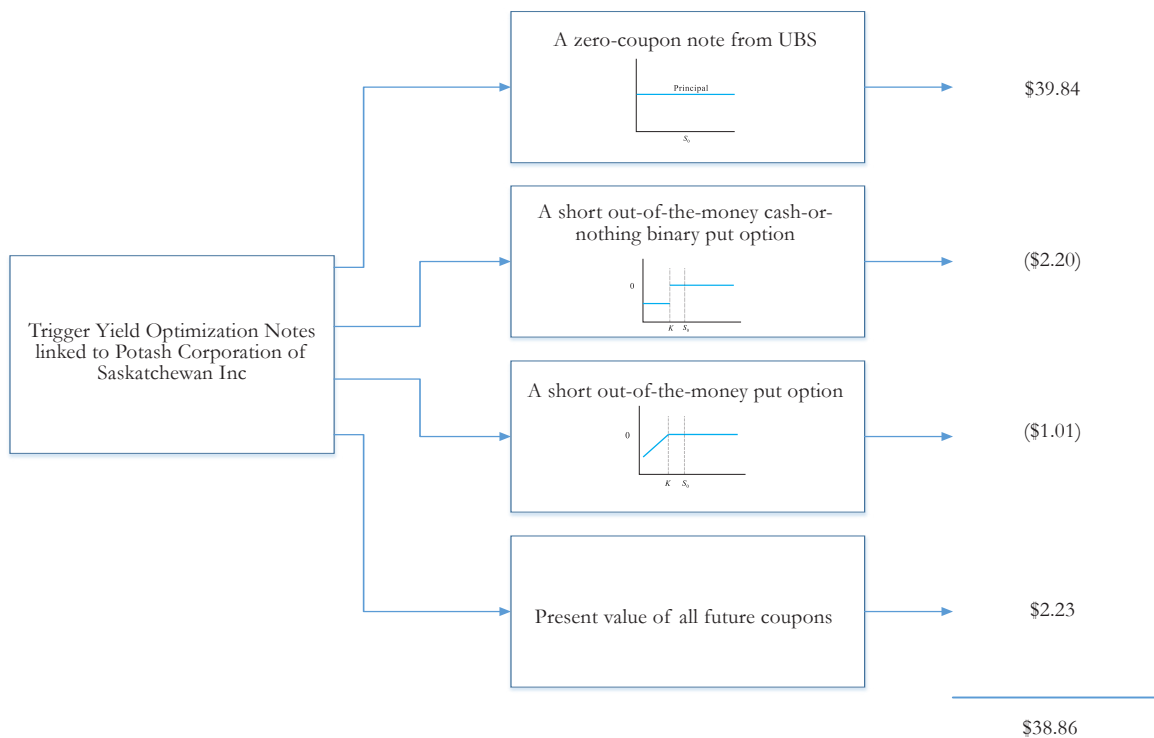 A zero-coupon note from UBS
Principal
S0
$39.84
A short out-of-the-money cash-or-
nothing binary put option
0
K
S0
($2.20)
Trigger Yield Optimization Notes
linked to Potash Corporation of
Saskatchewan Inc
A short out-of-the-money put option
0
K
S0
($1.01)
Present value of all future coupons
$2.23
$38.86